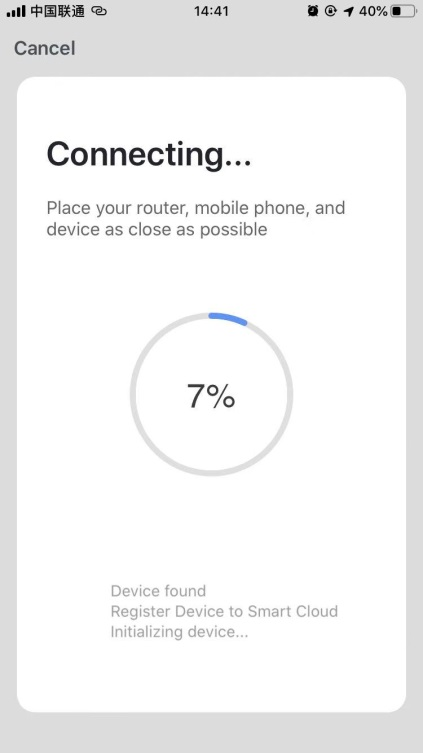 中国联通 14:41 40%
Cancel
Connecting...
Place your router, mobile phone, and
device as close as possible
7%
Device found
Register Device to Smart Cloud
Initializing device...